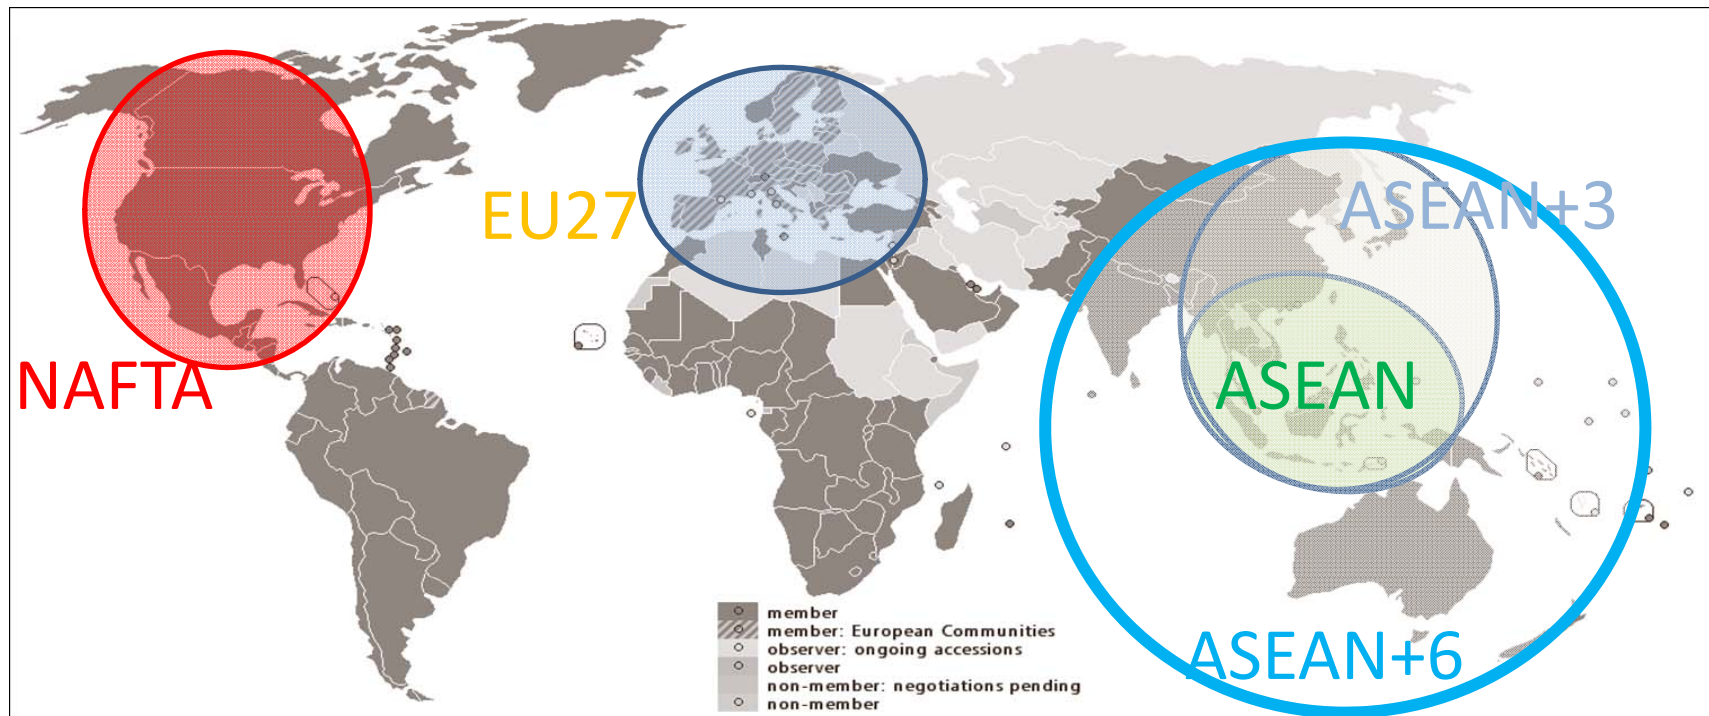 EU27
ASEAN+3
NAFTA
ASEAN
member
member: European Communities
observer: ongoing accessions
observer
non-member: negotiations pending
non-member
ASEAN+6